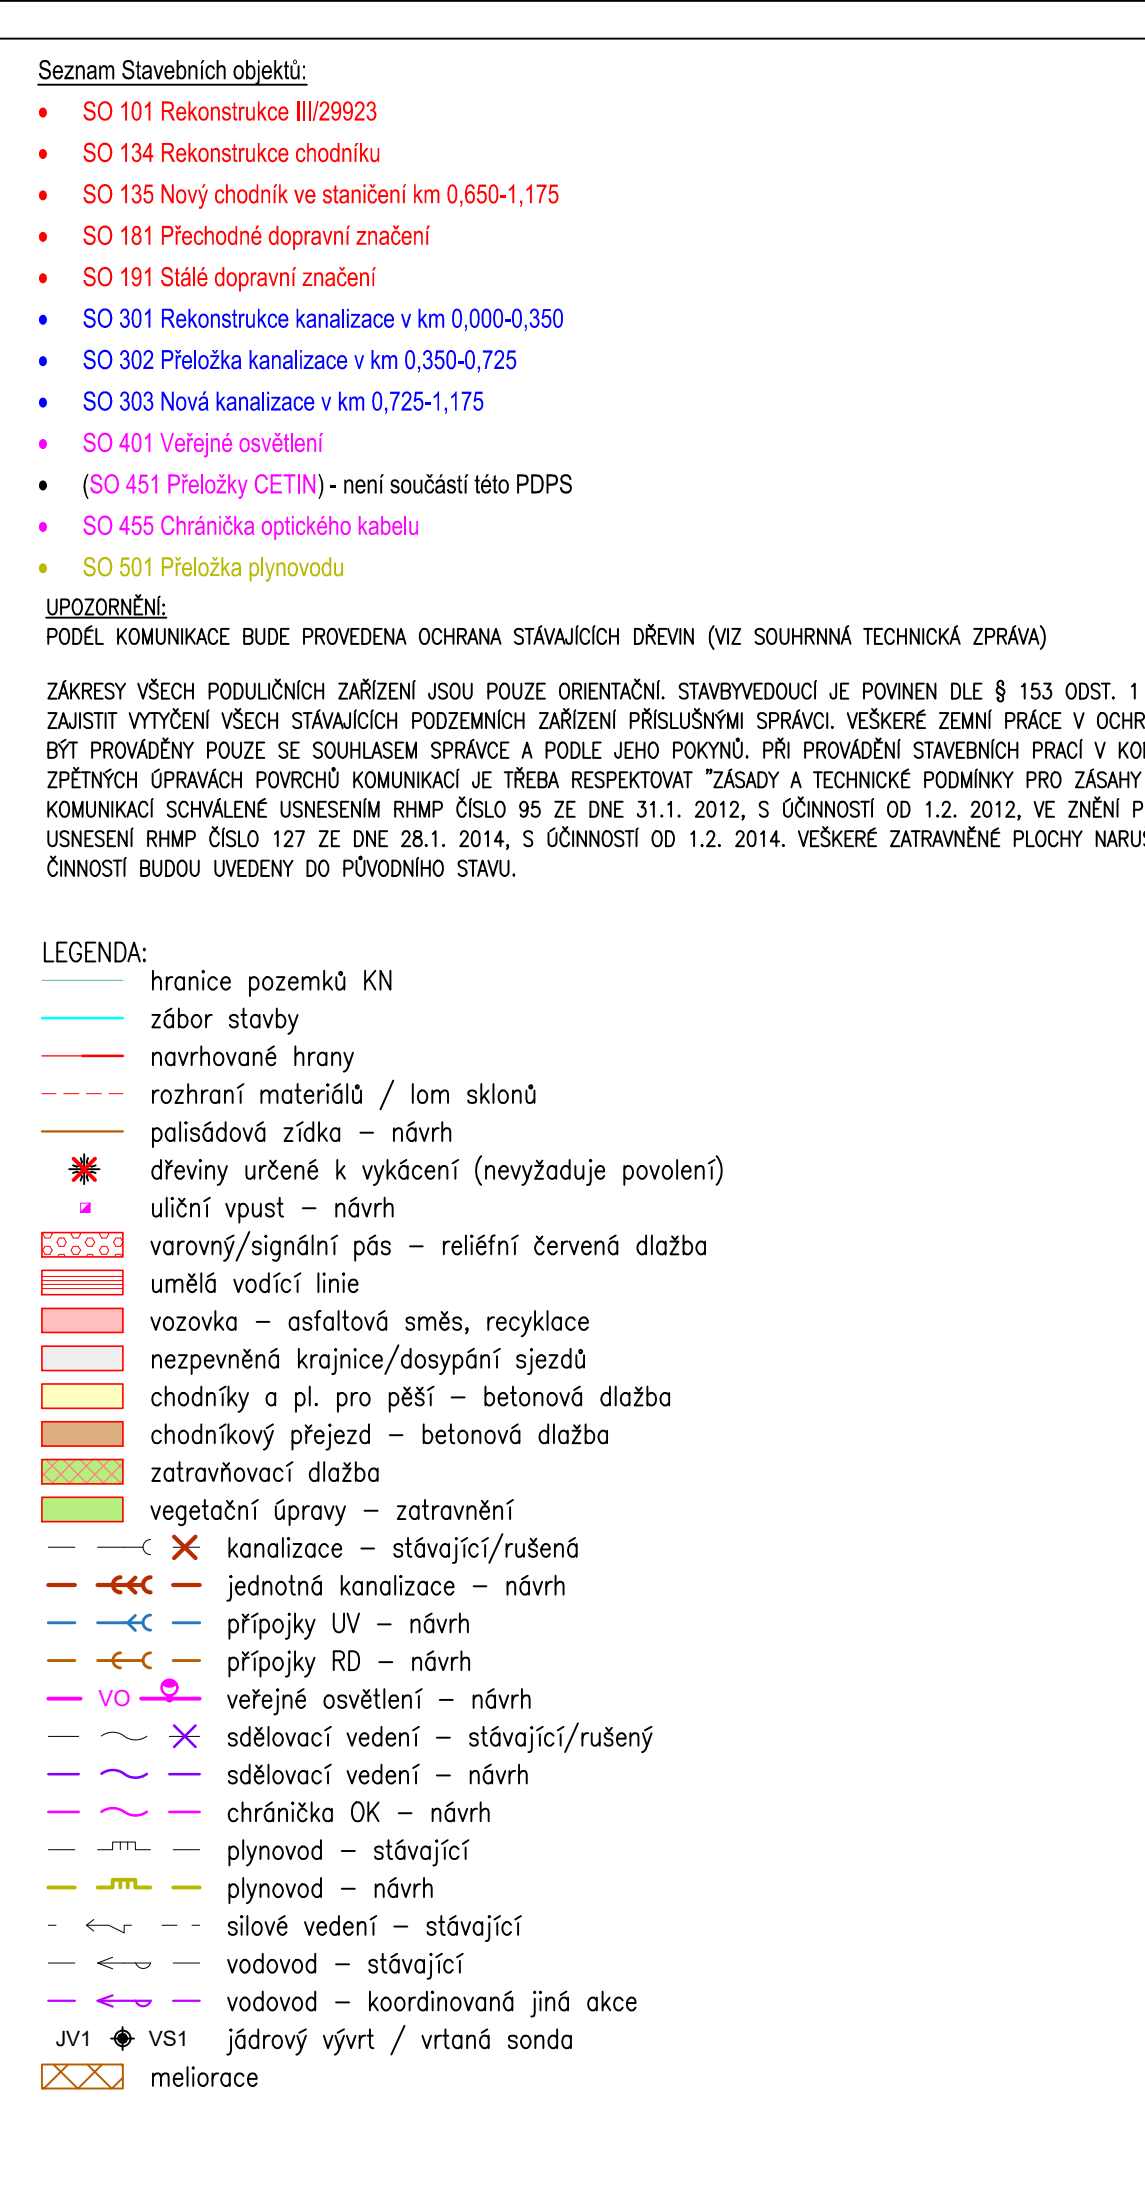 Seznam Stavebních objektů:
• SO 101 Rekonstrukce III/29923
• SO 134 Rekonstrukce chodníku
• SO 135 Nový chodník ve staničení km 0,650-1,175
• SO 181 Přechodné dopravní značení
• SO 191 Stálé dopravní značení
• SO 301 Rekonstrukce kanalizace v km 0,000-0,350
• SO 302 Přeložka kanalizace v km 0,350-0,725
• SO 303 Nová kanalizace v km 0,725-1,175
• SO 401 Veřejné osvětlení
• (SO 451 Přeložky CETIN) - není součástí této PDPS
• SO 455 Chránička optického kabelu
• SO 501 Přeložka plynovodu
UPOZORNĚNÍ:
PODÉL KOMUNIKACE BUDE PROVEDENA OCHRANA STÁVAJÍCÍCH DŘEVIN (VIZ SOUHRNNÁ TECHNICKÁ ZPRÁVA)
ZÁKRESY VŠECH PODULIČNÍCH ZAŘÍZENÍ JSOU POUZE ORIENTAČNÍ. STAVBYVEDOUCÍ JE POVINEN DLE § 153 ODST. 1
ZAJISTIT VYTYČENÍ VŠECH STÁVAJÍCÍCH PODZEMNÍCH ZAŘÍZENÍ PŘÍSLUŠNÝMI SPRÁVCI. VEŠKERÉ ZEMNÍ PRÁCE V OCHR
BÝT PROVÁDĚNY POUZE SE SOUHLASEM SPRÁVCE A PODLE JEHO POKYNŮ. PŘI PROVÁDĚNÍ STAVEBNÍCH PRACÍ V KO
ZPĚTNÝCH ÚPRAVÁCH POVRCHŮ KOMUNIKACÍ JE TŘEBA RESPEKTOVAT "ZÁSADY A TECHNICKÉ PODMÍNKY PRO ZÁSAHY
KOMUNIKACÍ SCHVÁLENÉ USNESENÍM RHMP ČÍSLO 95 ZE DNE 31.1. 2012, S ÚČINNOSTÍ OD 1.2. 2012, VE ZNĚNÍ P
USNESENÍ RHMP ČÍSLO 127 ZE DNE 28.1. 2014, S ÚČINNOSTÍ OD 1.2. 2014. VEŠKERÉ ZATRAVNĚNÉ PLOCHY NARUŠ
ČINNOSTÍ BUDOU UVEDENY DO PŮVODNÍHO STAVU.
LEGENDA:
hranice pozemků KN
zábor stavby
navrhované hrany
rozhraní materiálů / lom sklonů
palisádová zídka – návrh
dřeviny určené k vykácení (nevyžaduje povolení)
uliční vpust – návrh
varovný/signální pás – reliéfní červená dlažba
umělá vodící linie
vozovka – asfaltová směs, recyklace
nezpevněná krajnice/dosypání sjezdů
chodníky a pl. pro pěší – betonová dlažba
chodníkový přejezd – betonová dlažba
zatravňovací dlažba
vegetační úpravy – zatravnění
kanalizace – stávající/rušená
jednotná kanalizace – návrh
přípojky UV – návrh
přípojky RD – návrh
VO veřejné osvětlení – návrh
sdělovací vedení – stávající/rušený
sdělovací vedení – návrh
chránička OK – návrh
plynovod – stávající
plynovod – návrh
silové vedení – stávající
vodovod – stávající
vodovod – koordinovaná jiná akce
JV1 VS1 jádrový vývrt / vrtaná sonda
meliorace